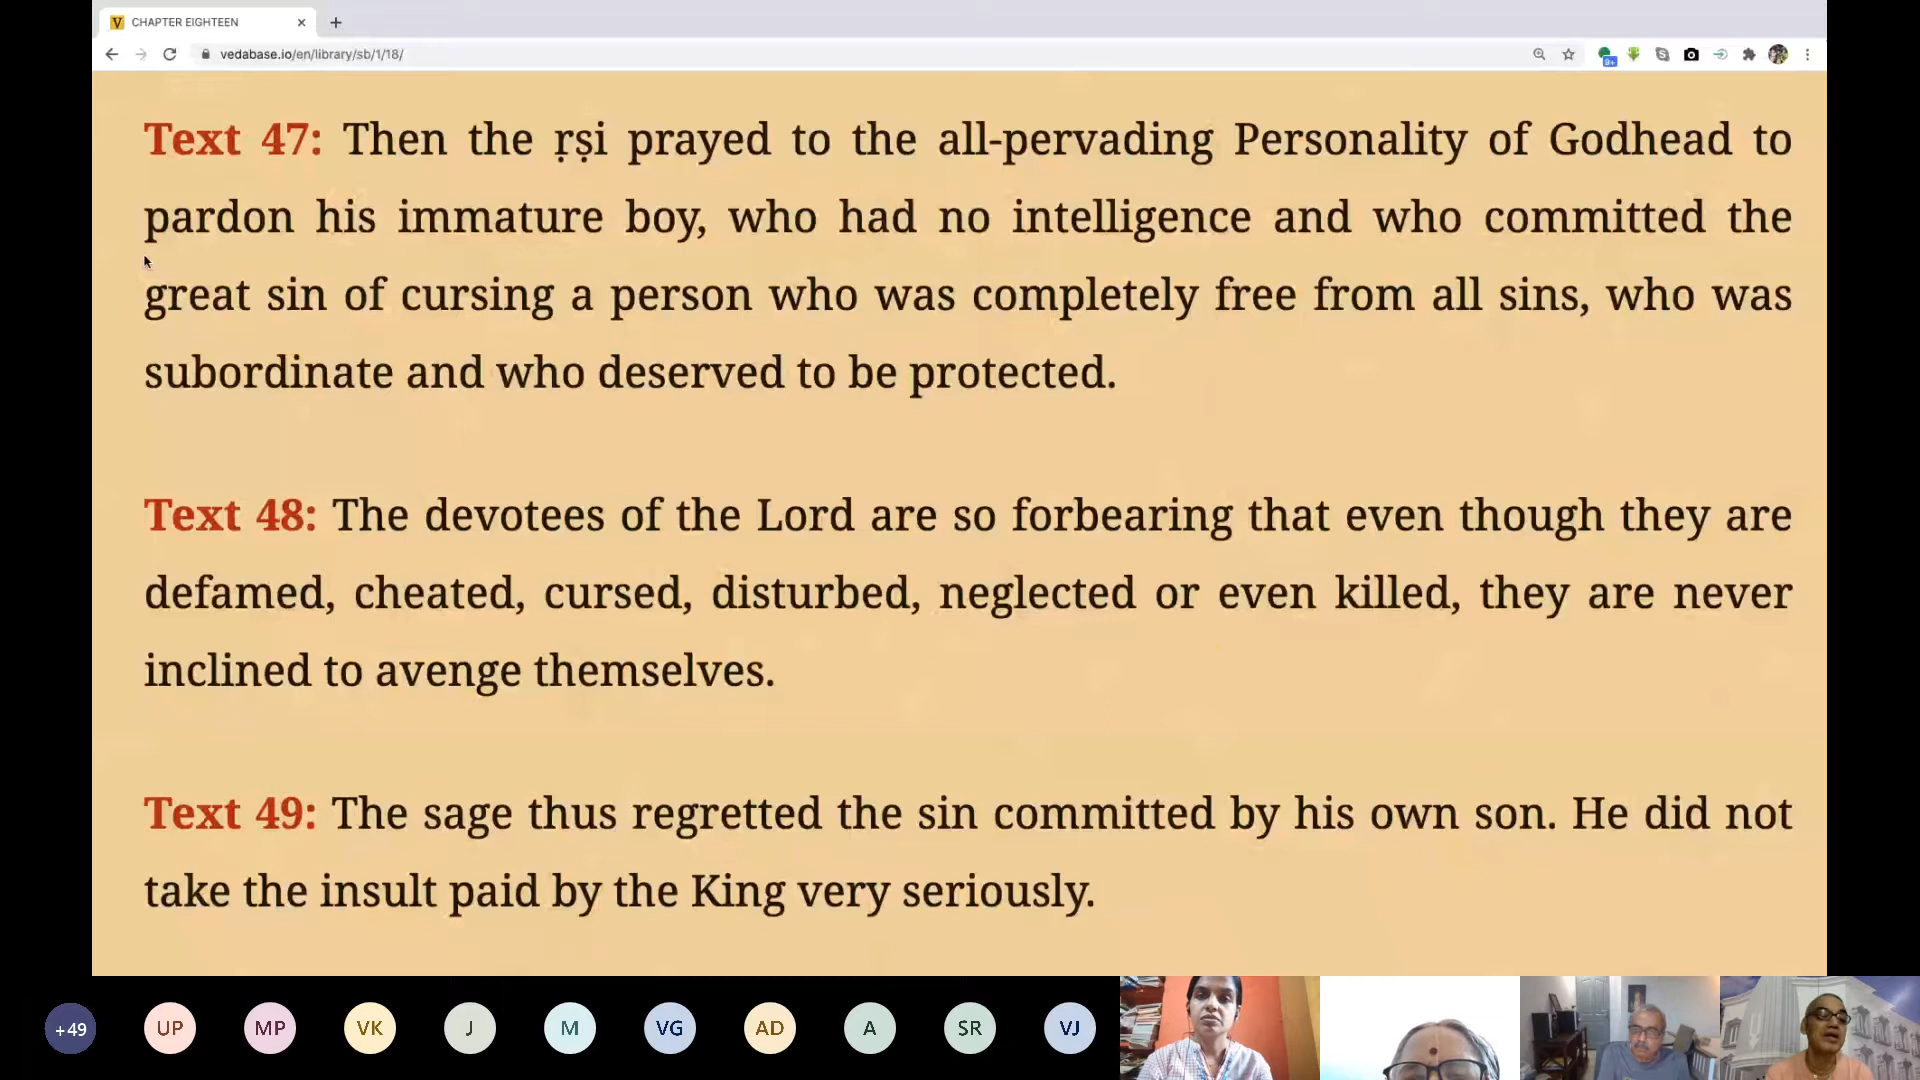 CHAPTER EIGHTEEN
vedabase.io/en/library/sb/1/18/
9+
Text 47: Then the ṛṣi prayed to the all-pervading Personality of Godhead to
pardon his immature boy, who had no intelligence and who committed the
great sin of cursing a person who was completely free from all sins, who was
subordinate and who deserved to be protected.
Text 48: The devotees of the Lord are so forbearing that even though they are
defamed, cheated, cursed, disturbed, neglected or even killed, they are never
inclined to avenge themselves.
Text 49: The sage thus regretted the sin committed by his own son. He did not
take the insult paid by the King very seriously.
+49 UP MP VK J M VG AD A SR VJ